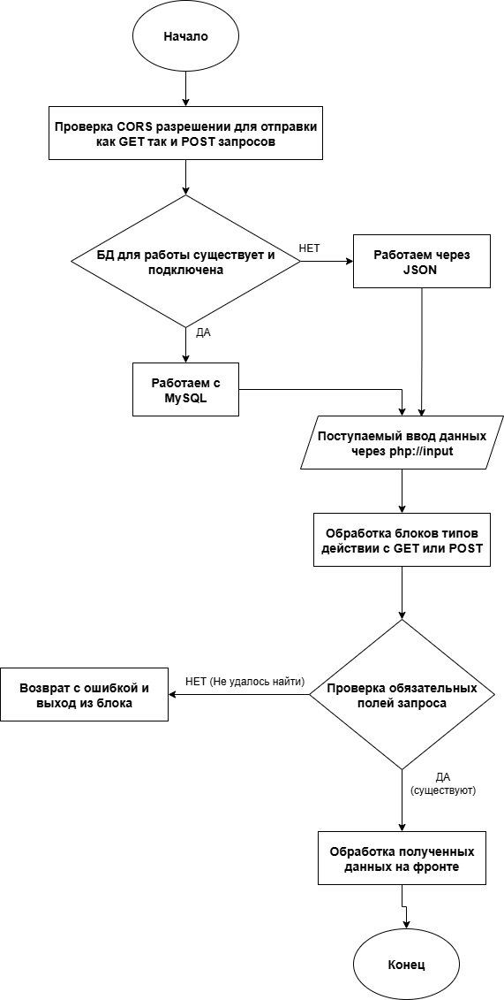 Начало
Проверка CORS разрешении для отправки
как GET так и POST запросов
БД для работы существует и
подключена
НЕТ
Работаем через
JSON
ДА
Работаем с
MySQL
Поступаемый ввод данных
через php://input
Обработка блоков типов
действии с GET или POST
НЕТ (Не удалось найти)
Возврат с ошибкой и
выход из блока
Проверка обязательных
полей запроса
ДА
(существуют)
Обработка полученных
данных на фронте
Конец